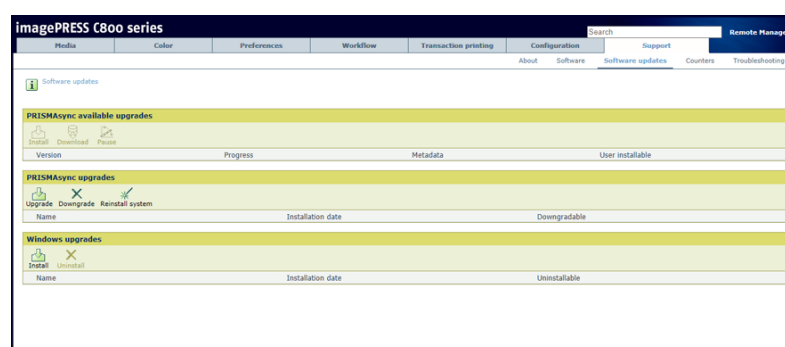 imagePRESS C800 series
Search
Remote Manage
Media Color Preferences Workflow Transaction printing Configuration Support
About Software Software updates Counters Troubleshooting
Software updates
PRISMAsync available upgrades
Install Download Pause
Version Progress Metadata User installable
PRISMAsync upgrades
Upgrade Downgrade Reinstall system
Name Installation date Downgradable
Windows upgrades
Install Uninstall
Name Installation date Uninstallable